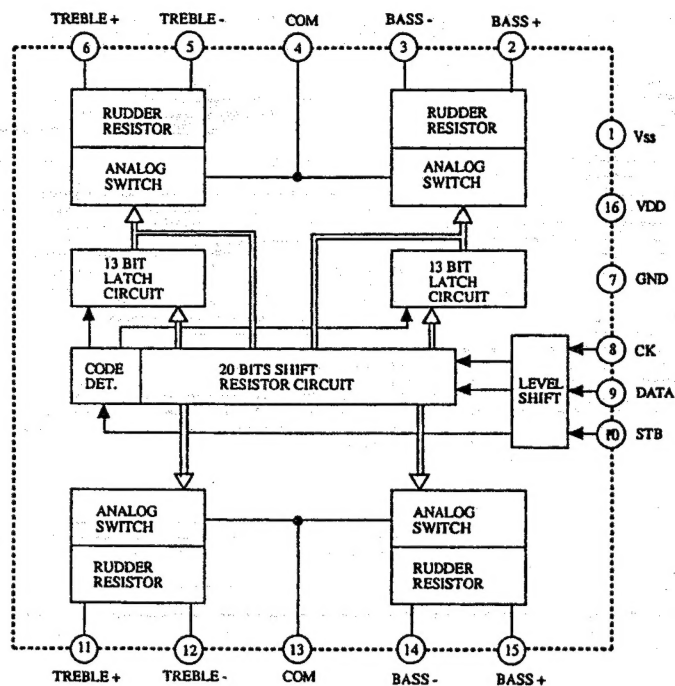 TREBLE + TREBLE - COM BASS - BASS +
6 5 4 3 2
RUDDER
RESISTOR
ANALOG
SWITCH
RUDDER
RESISTOR
ANALOG
SWITCH
1 Vss
16 VDD
7 GND
13 BIT
LATCH
CIRCUIT
13 BIT
LATCH
CIRCUIT
CODE
DET.
20 BITS SHIFT
RESISTOR CIRCUIT
LEVEL
SHIFT
8 CK
9 DATA
10 STB
ANALOG
SWITCH
RUDDER
RESISTOR
ANALOG
SWITCH
RUDDER
RESISTOR
11 12 13 14 15
TREBLE + TREBLE - COM BASS - BASS +